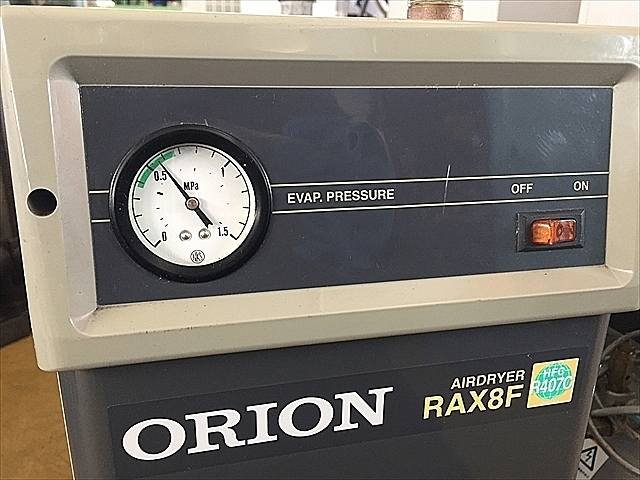 0.5
1
MPa
0
1.5
EVAP. PRESSURE
OFF ON
ORION
AIRDRYER
RAX8F
HFC
R407C